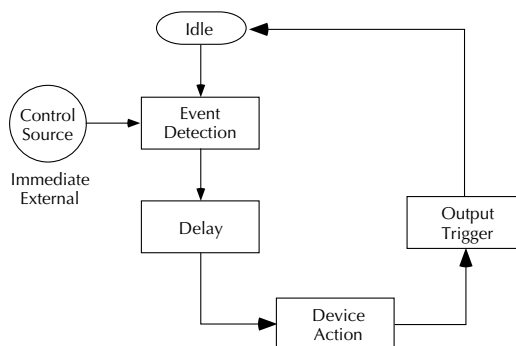 Idle
Control
Source
Event
Detection
Immediate
External
Delay
Output
Trigger
Device
Action